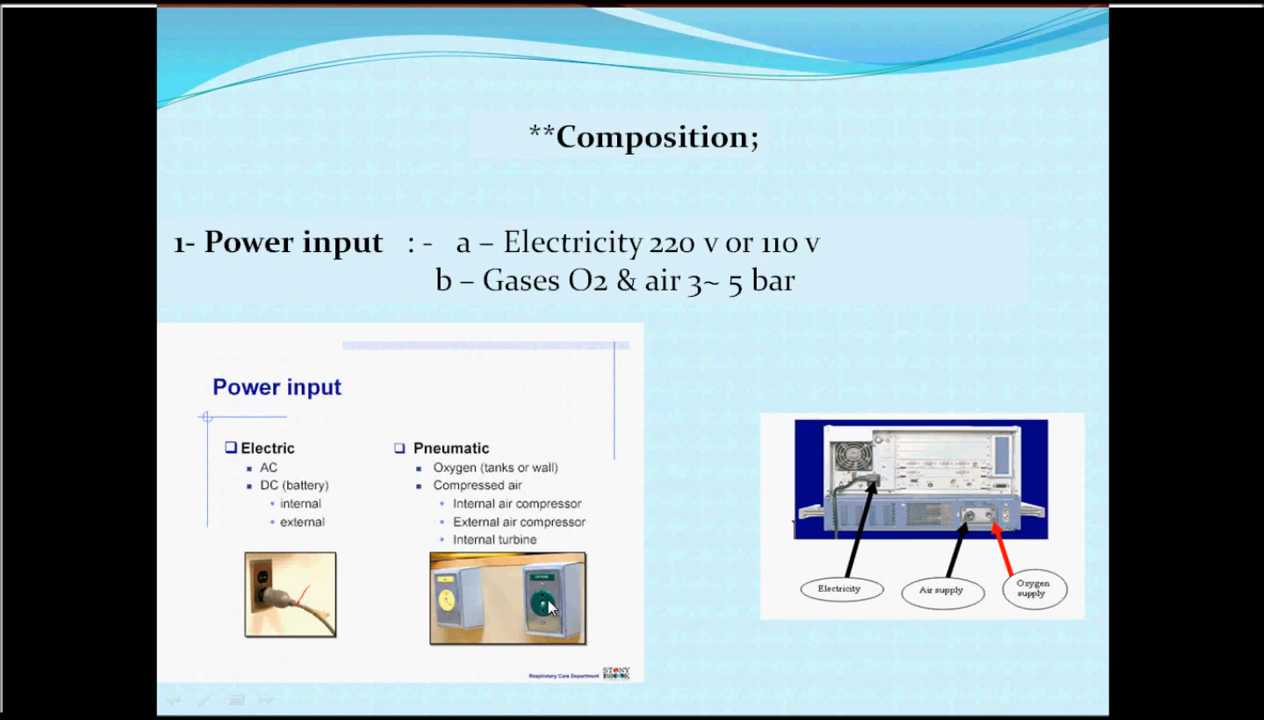 **Composition;
1- Power input : - a – Electricity 220 v or 110 v
b – Gases O2 & air 3~ 5 bar
Power input
Electric
AC
DC (battery)
internal
external
Pneumatic
Oxygen (tanks or wall)
Compressed air
Internal air compressor
External air compressor
Internal turbine
Respiratory Care Department
STONY
BROOK
Electricity
Air supply
Oxygen
supply